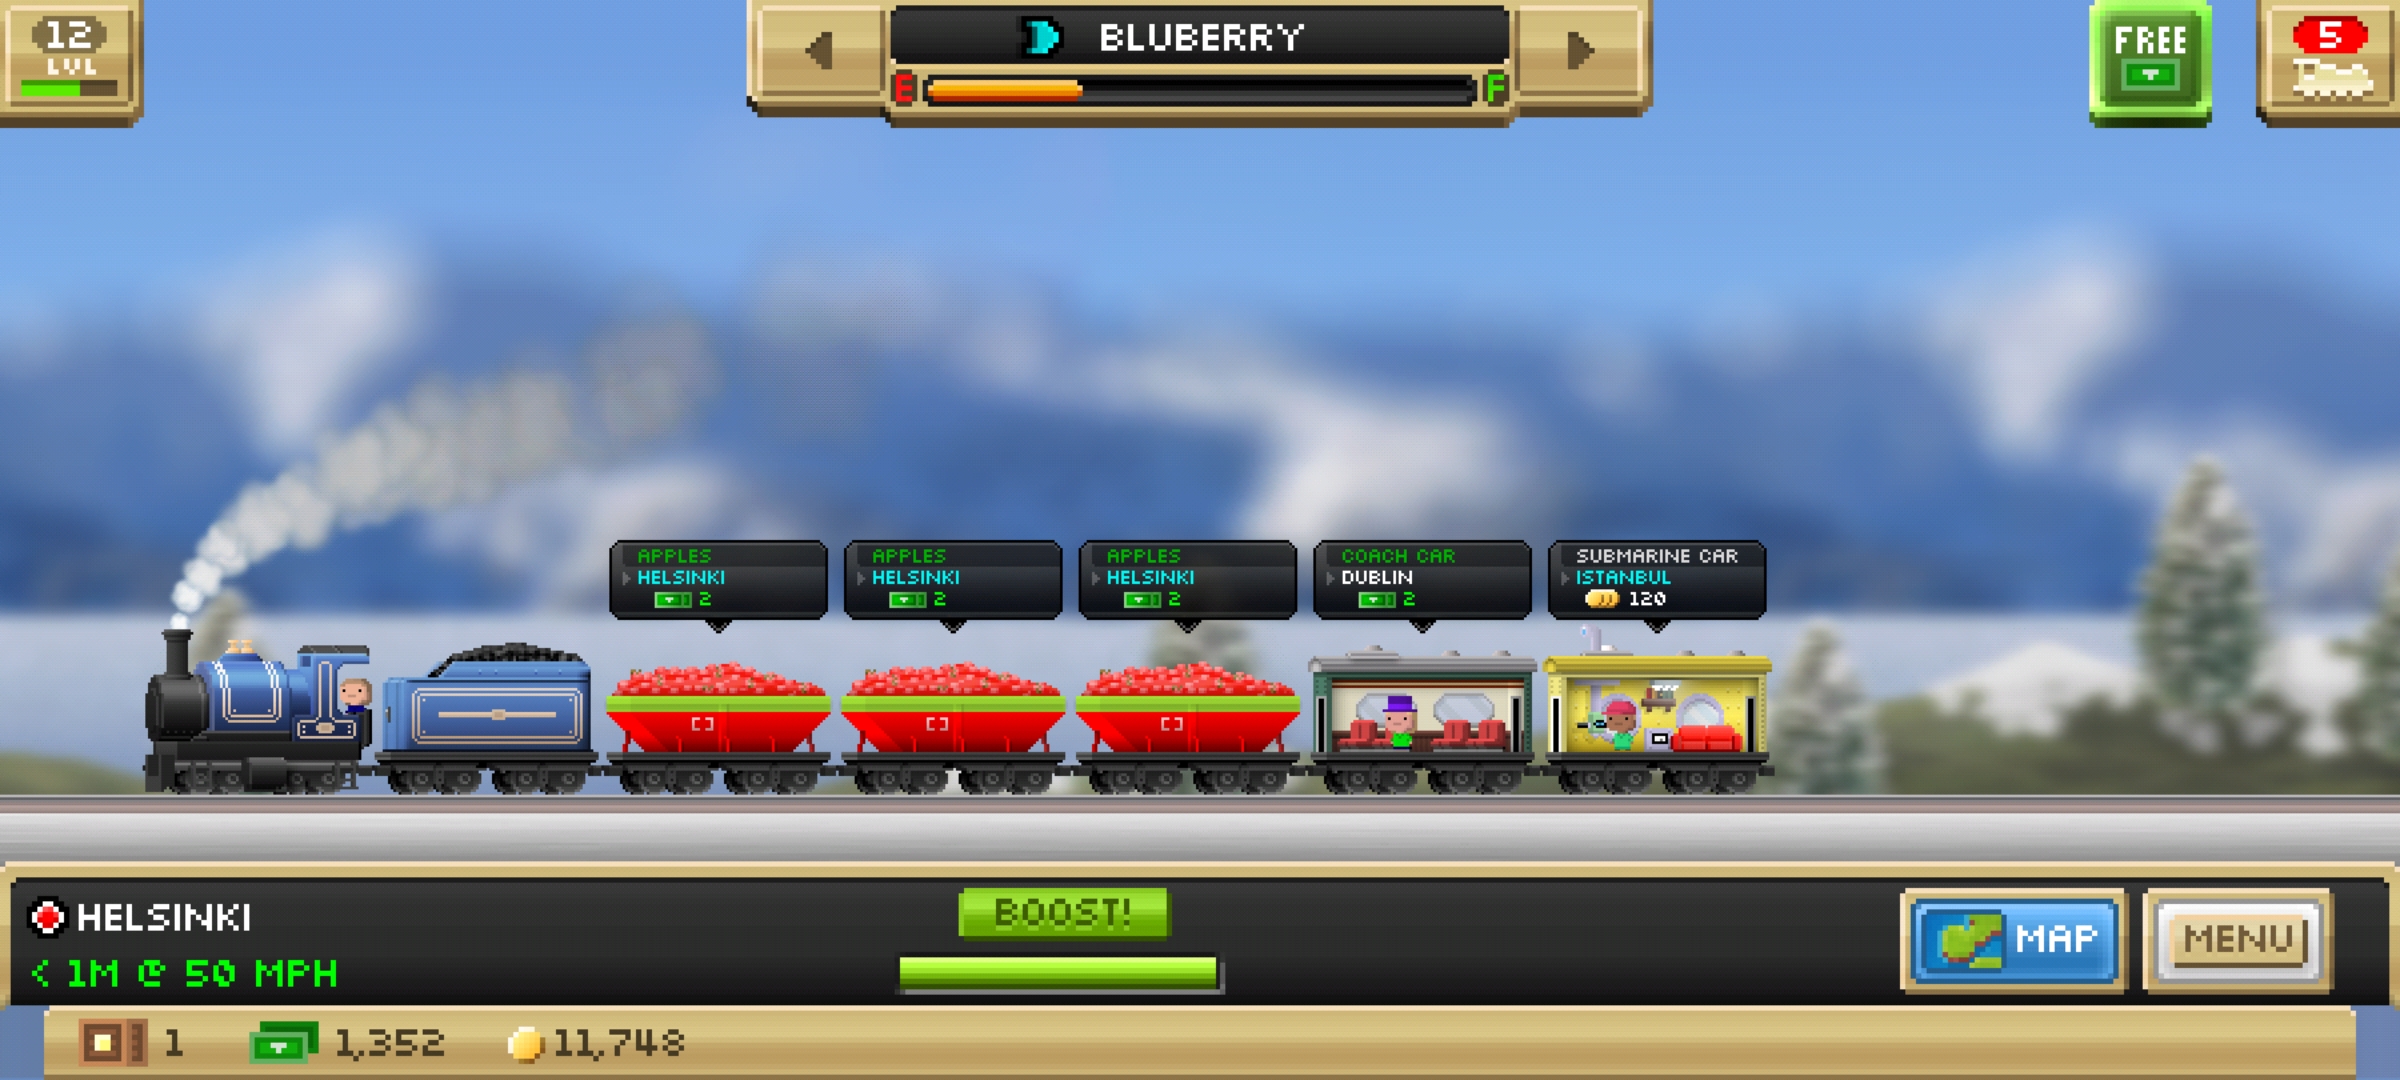 12
LVL
BLUBERRY
E F
FREE
5
APPLES
HELSINKI
2
APPLES
HELSINKI
2
APPLES
HELSINKI
2
COACH CAR
DUBLIN
2
SUBMARINE CAR
ISTANBUL
120
HELSINKI
< 1M @ 50 MPH
BOOST!
MAP
MENU
1 1,352 11,748